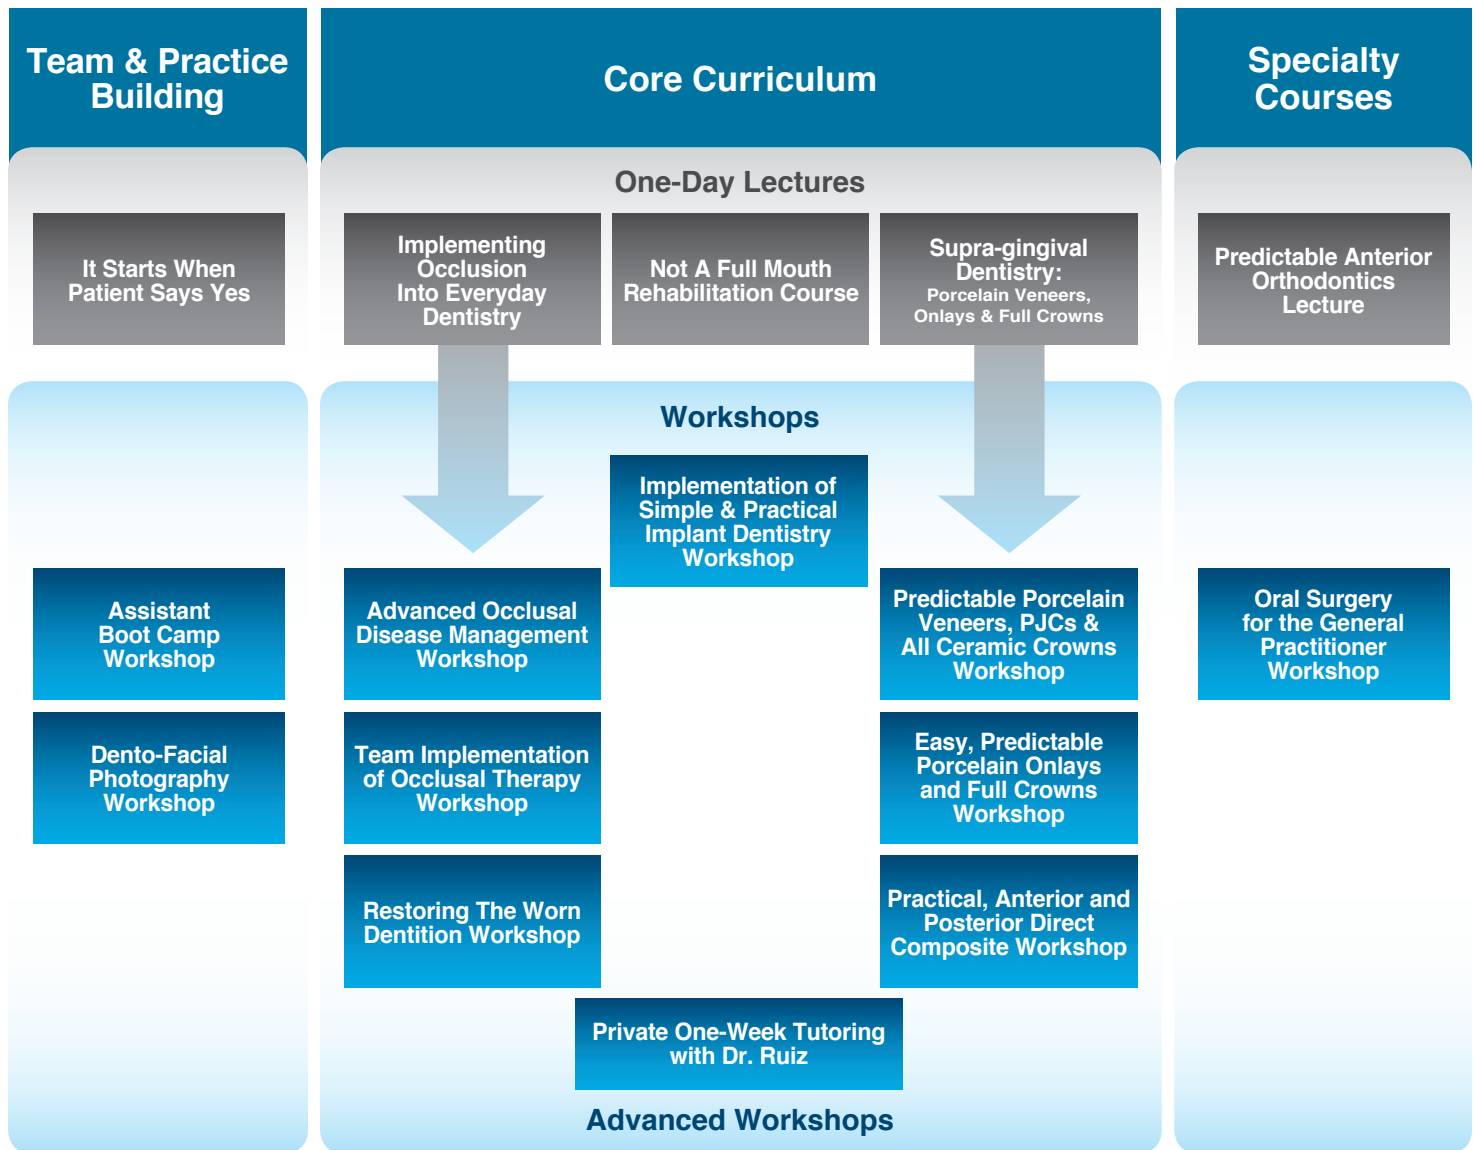 Team & Practice
Building
Core Curriculum
Specialty
Courses
One-Day Lectures
It Starts When
Patient Says Yes
Implementing
Occlusion
Into Everyday
Dentistry
Not A Full Mouth
Rehabilitation Course
Supra-gingival
Dentistry:
Porcelain Veneers,
Onlays & Full Crowns
Predictable Anterior
Orthodontics
Lecture
Workshops
Implementation of
Simple & Practical
Implant Dentistry
Workshop
Assistant
Boot Camp
Workshop
Advanced Occlusal
Disease Management
Workshop
Predictable Porcelain
Veneers, PJCs &
All Ceramic Crowns
Workshop
Oral Surgery
for the General
Practitioner
Workshop
Dento-Facial
Photography
Workshop
Team Implementation
of Occlusal Therapy
Workshop
Easy, Predictable
Porcelain Onlays
and Full Crowns
Workshop
Restoring The Worn
Dentition Workshop
Practical, Anterior and
Posterior Direct
Composite Workshop
Private One-Week Tutoring
with Dr. Ruiz
Advanced Workshops